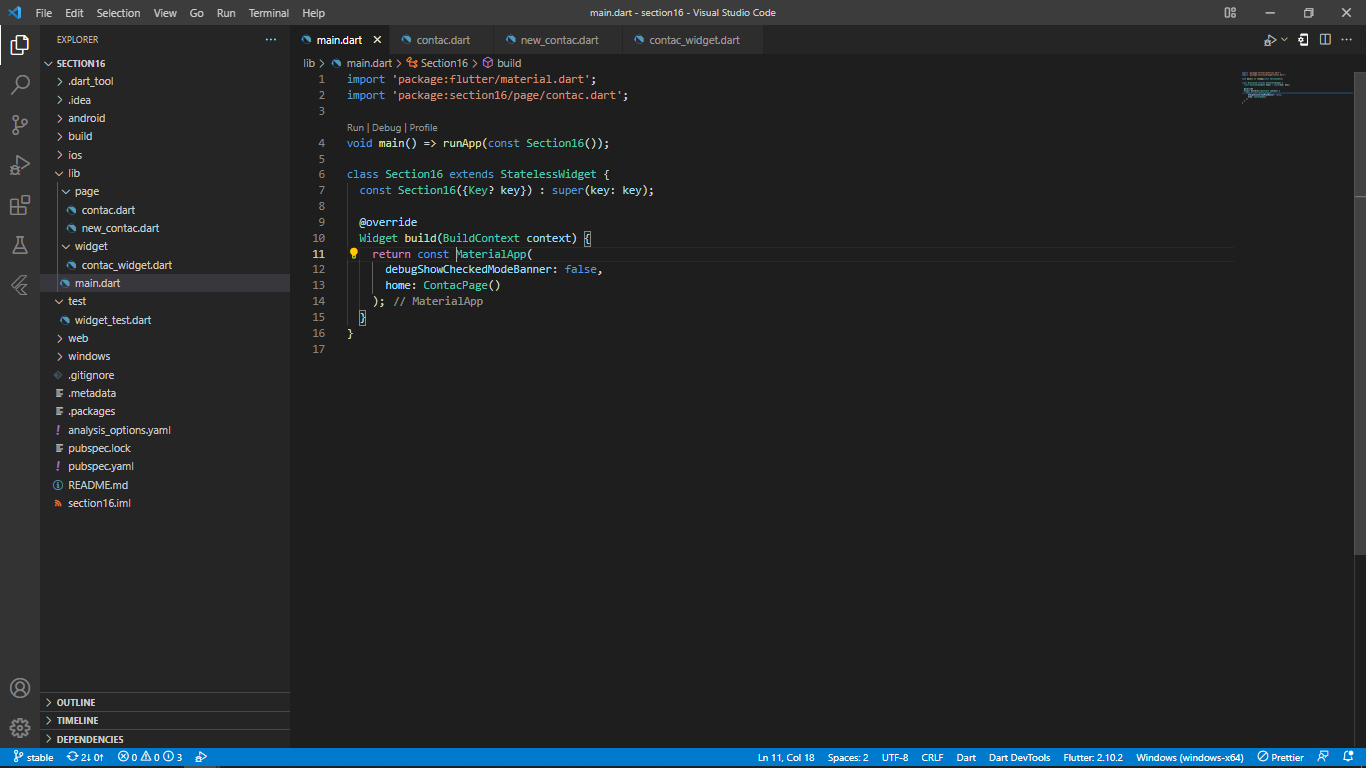 File Edit Selection View Go Run Terminal Help
main.dart - section16 - Visual Studio Code
EXPLORER
SECTION16
.dart_tool
.idea
android
build
ios
lib
page
contac.dart
new_contac.dart
widget
contac_widget.dart
main.dart
test
widget_test.dart
web
windows
.gitignore
.metadata
.packages
analysis_options.yaml
pubspec.lock
pubspec.yaml
README.md
section16.iml
OUTLINE
TIMELINE
DEPENDENCIES
main.dart contac.dart new_contac.dart contac_widget.dart
lib > main.dart > Section16 > build
1 import 'package:flutter/material.dart';
2 import 'package:section16/page/contac.dart';
3
Run | Debug | Profile
4 void main() => runApp(const Section16());
5
6 class Section16 extends StatelessWidget {
7 const Section16({Key? key}) : super(key: key);
8
9 @override
10 Widget build(BuildContext context) {
11 return const MaterialApp(
12 debugShowCheckedModeBanner: false,
13 home: ContacPage()
14 ); // MaterialApp
15 }
16 }
17
stable 2↓ 0↑ 0 0 3 Ln 11, Col 18 Spaces: 2 UTF-8 CRLF Dart Dart DevTools Flutter: 2.10.2 Windows (windows-x64) Prettier